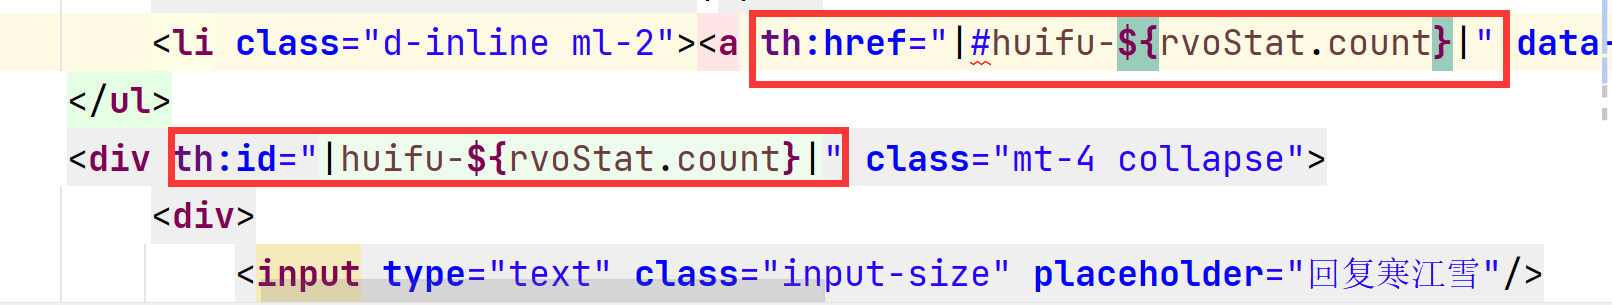 <li class="d-inline ml-2"><a th:href="|#huifu-${rvoStat.count}|" data-
</ul>
<div th:id="|huifu-${rvoStat.count}|" class="mt-4 collapse">
<div>
<input type="text" class="input-size" placeholder="回复寒江雪"/>